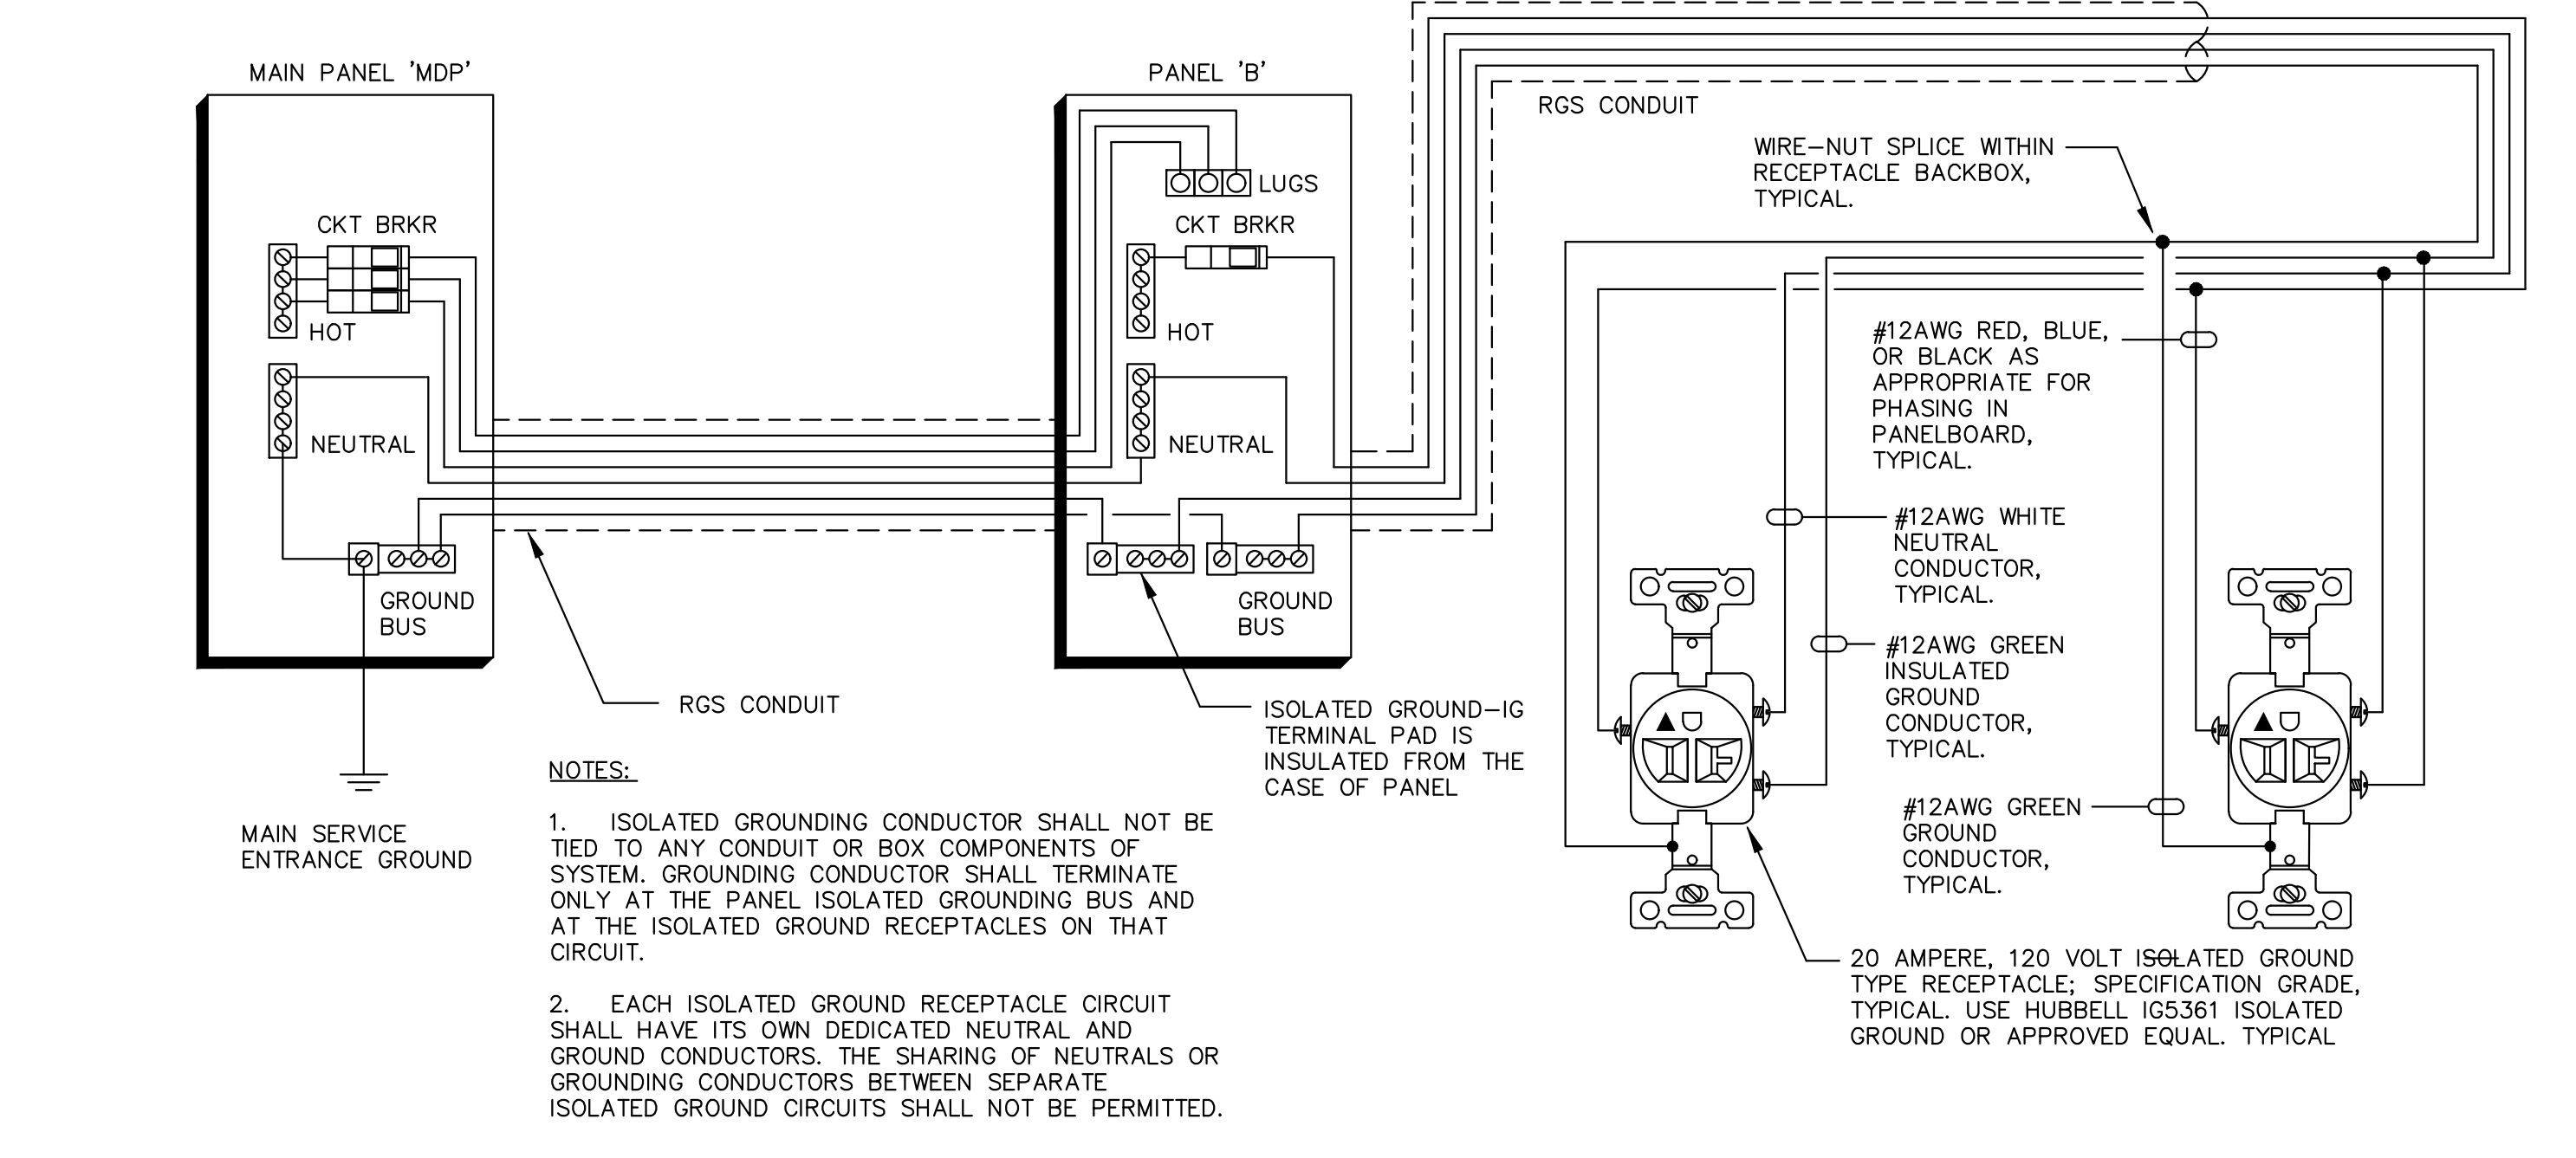 MAIN PANEL 'MDP'
PANEL 'B'
RGS CONDUIT
WIRE-NUT SPLICE WITHIN
RECEPTACLE BACKBOX,
TYPICAL.
LUGS
CKT BRKR
CKT BRKR
HOT
HOT
#12AWG RED, BLUE,
OR BLACK AS
APPROPRIATE FOR
PHASING IN
PANELBOARD,
TYPICAL.
NEUTRAL
NEUTRAL
#12AWG WHITE
NEUTRAL
CONDUCTOR,
TYPICAL.
GROUND
BUS
GROUND
BUS
#12AWG GREEN
INSULATED
GROUND
CONDUCTOR,
TYPICAL.
RGS CONDUIT
ISOLATED GROUND-IG
TERMINAL PAD IS
INSULATED FROM THE
CASE OF PANEL
#12AWG GREEN
GROUND
CONDUCTOR,
TYPICAL.
MAIN SERVICE
ENTRANCE GROUND
NOTES:
1. ISOLATED GROUNDING CONDUCTOR SHALL NOT BE
TIED TO ANY CONDUIT OR BOX COMPONENTS OF
SYSTEM. GROUNDING CONDUCTOR SHALL TERMINATE
ONLY AT THE PANEL ISOLATED GROUNDING BUS AND
AT THE ISOLATED GROUND RECEPTACLES ON THAT
CIRCUIT.
2. EACH ISOLATED GROUND RECEPTACLE CIRCUIT
SHALL HAVE ITS OWN DEDICATED NEUTRAL AND
GROUND CONDUCTORS. THE SHARING OF NEUTRALS OR
GROUNDING CONDUCTORS BETWEEN SEPARATE
ISOLATED GROUND CIRCUITS SHALL NOT BE PERMITTED.
20 AMPERE, 120 VOLT ISOLATED GROUND
TYPE RECEPTACLE; SPECIFICATION GRADE,
TYPICAL. USE HUBBELL IG5361 ISOLATED
GROUND OR APPROVED EQUAL. TYPICAL